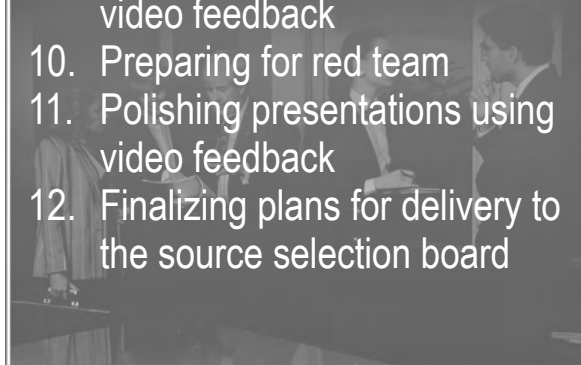 video feedback
10. Preparing for red team
11. Polishing presentations using
video feedback
12. Finalizing plans for delivery to
the source selection board